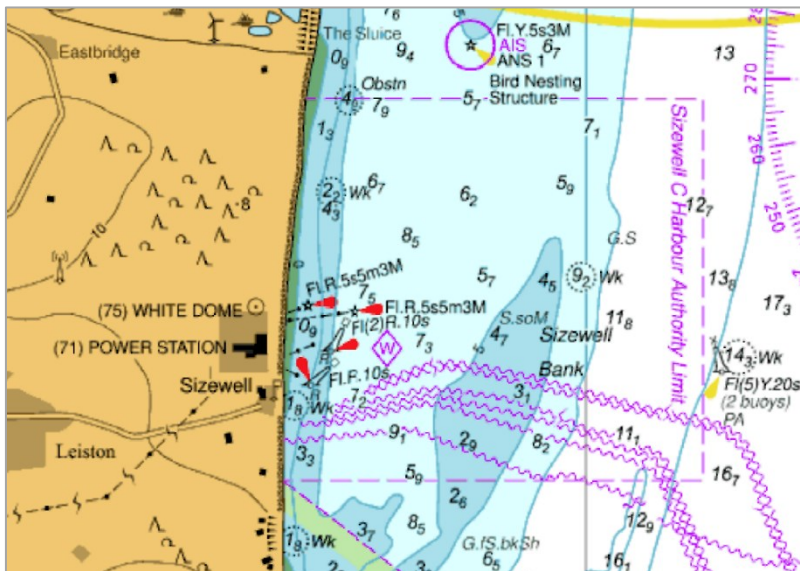 7₆
5
28
Fl.Y.5s3M
Eastbridge
The Sluice
0₉
9₄
AIS
ANS 1
6₇
13
Bird Nesting
Structure
270
Obstn
4₈
7₉
5₇
1₃
7₁
260
Sizewell C Harbour Authority Limit
2₂
Wk
4₃
6₇
6₂
5₉
8
12₇
250
10
8₅
G.S
Fl.R.5s5m3M
7₅
5₇
4₅
9₂
Wk
13₈
(75) WHITE DOME
0₉
Fl.R.5s5m3M
Fl(2)R.10s
S.soM
11₈
17₃
(71) POWER STATION
R
W
7₃
4₇
s
Sizewell
Bank
14₃
Wk
Sizewell
Fl.F.10s
R
3₁
Fl(5)Y.20s
(2 buoys)
PA
1₈
Wk
7₂
Leiston
9₁
2₉
8₂
11₁
3₃
5₉
16₇
2₆
3₇
8₅
12₉
1₈
Wk
G.fS.bkSh
6₅
16₁